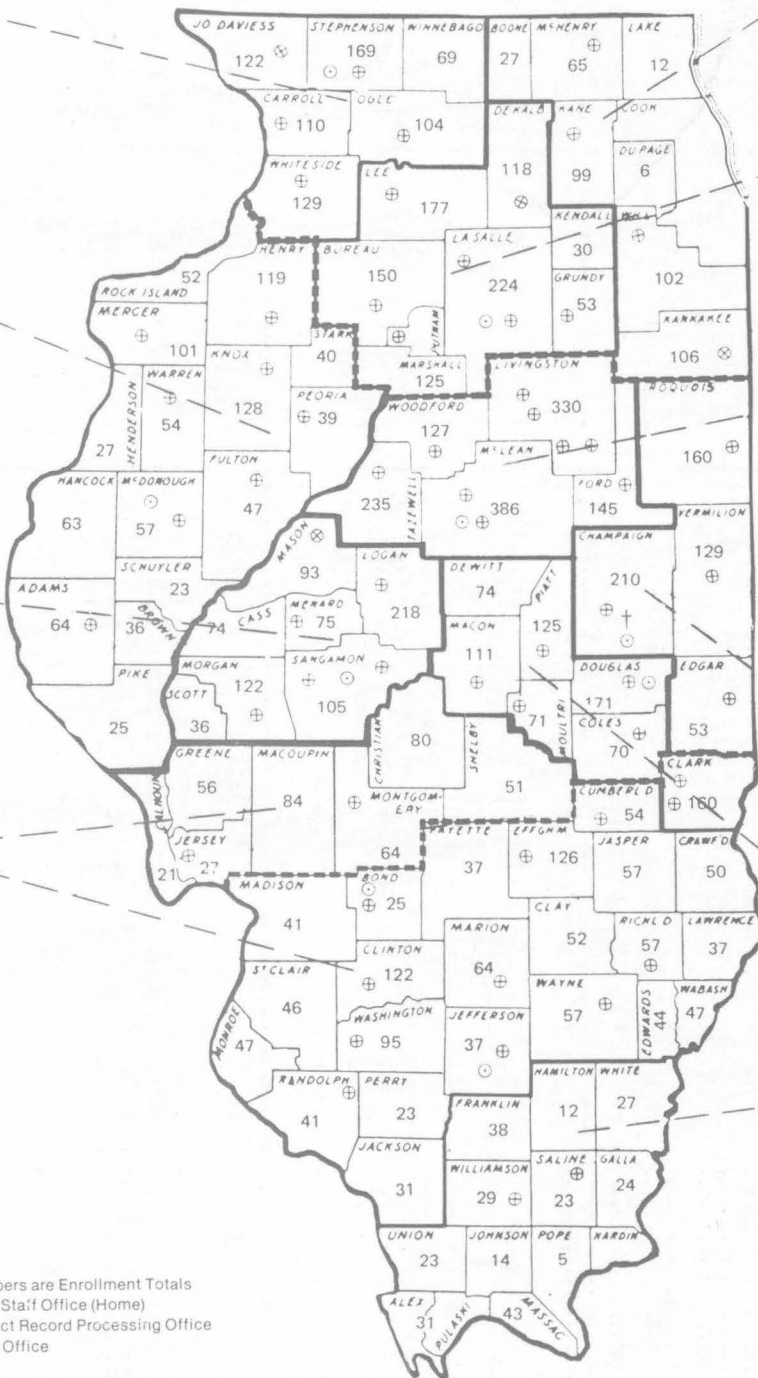 JO DAVIESS STEPHENSON WINNEBAGO BOONE McHENRY LAKE
122 169 69 27 65 12
CARROLL OGLE DEKALB KANE COOK
110 104 118 99
DU PAGE
6
WHITESIDE LEE
129 177
KENDALL WILL
30 102
HENRY BUREAU LASALLE
119 150 224
GRUNDY
53
ROCK ISLAND
52
MERCER
101
PUTNAM
KANKAKEE
106
STARK
40
MARSHALL
125
KNOX
128
WARREN
54
HENDERSON
27
PEORIA
39
WOODFORD
127
LIVINGSTON
330
IROQUOIS
160
McLEAN
386
FORD
145
TAZEWELL
235
FULTON
47
HANCOCK
63
McDONOUGH
57
VERMILION
129
CHAMPAIGN
210
MASON
93
LOGAN
218
DEWITT
74
PIATT
125
SCHUYLER
23
ADAMS
64
BROWN
36
CASS
74
MENARD
75
MACON
111
DOUGLAS
171
EDGAR
53
MORGAN
122
SANGAMON
105
PIKE
25
SCOTT
36
MOULTRI
71
COLES
70
CHRISTIAN
80
SHELBY
51
CLARK
160
CUMBERLD
54
GREENE
56
MACOUPIN
84
MONTGOM-
ERY
64
CALHOUN
21
JERSEY
27
FAYETTE
37
EFFGHM
126
JASPER
57
CRAWF'D
50
MADISON
41
BOND
25
CLAY
52
RICHL'D
57
LAWRENCE
37
CLINTON
122
MARION
64
ST CLAIR
46
WAYNE
57
EDWARDS
44
WABASH
47
WASHINGTON
95
JEFFERSON
37
MONROE
47
RANDOLPH
41
PERRY
23
HAMILTON
12
WHITE
27
FRANKLIN
38
JACKSON
31
WILLIAMSON
29
SALINE
23
GALLA
24
UNION
23
JOHNSON
14
POPE
5
HARDIN
ALEX
31
PULASKI
MASSAC
43
bers are Enrollment Totals
Staff Office (Home)
ct Record Processing Office
Office